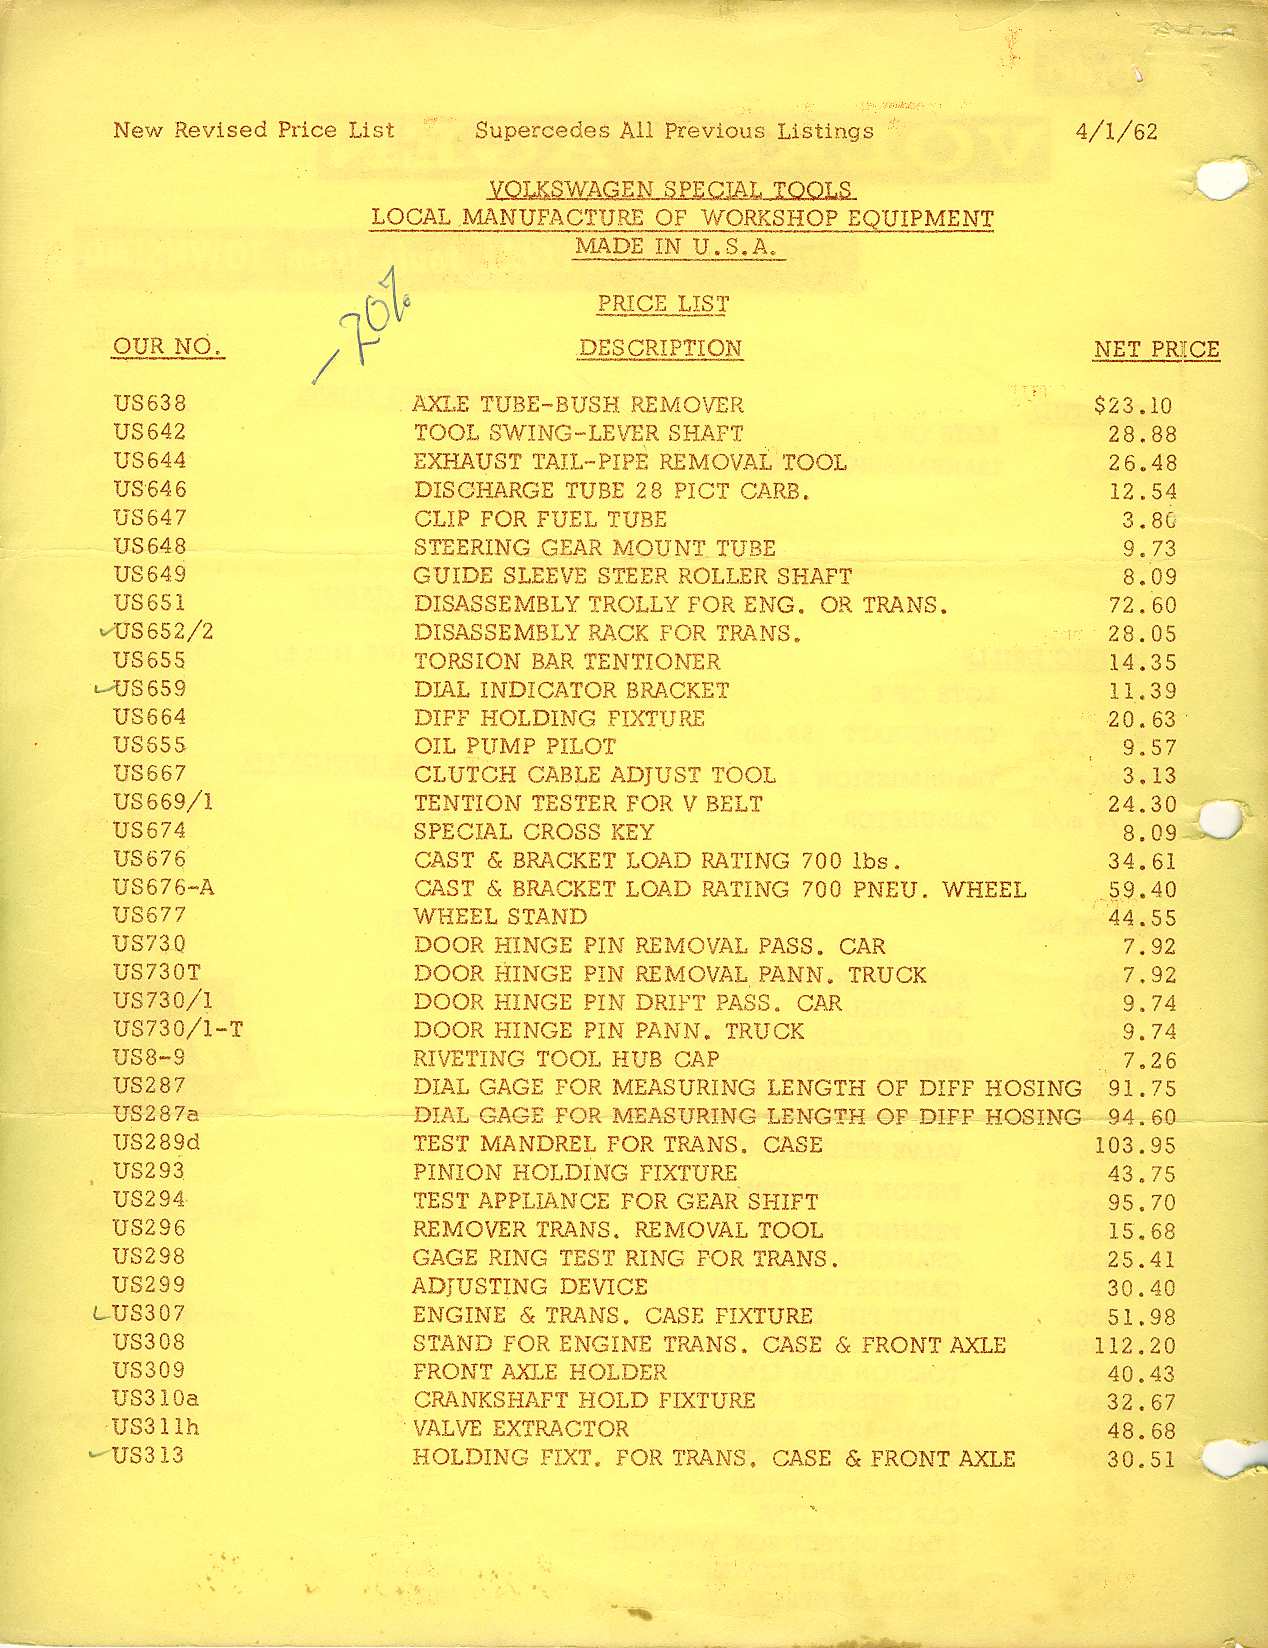 New Revised Price List Supercedes All Previous Listings 4/1/62
VOLKSWAGEN SPECIAL TOOLS
LOCAL MANUFACTURE OF WORKSHOP EQUIPMENT
MADE IN U.S.A.
-20%
PRICE LIST
OUR NO. DESCRIPTION NET PRICE
US638 AXLE TUBE-BUSH REMOVER $23.10
US642 TOOL SWING-LEVER SHAFT 28.88
US644 EXHAUST TAIL-PIPE REMOVAL TOOL 26.48
US646 DISCHARGE TUBE 28 PICT CARB. 12.54
US647 CLIP FOR FUEL TUBE 3.86
US648 STEERING GEAR MOUNT TUBE 9.73
US649 GUIDE SLEEVE STEER ROLLER SHAFT 8.09
US651 DISASSEMBLY TROLLY FOR ENG. OR TRANS. 72.60
✓US652/2 DISASSEMBLY RACK FOR TRANS. 28.05
US655 TORSION BAR TENTIONER 14.35
✓US659 DIAL INDICATOR BRACKET 11.39
US664 DIFF HOLDING FIXTURE 20.63
US655 OIL PUMP PILOT 9.57
US667 CLUTCH CABLE ADJUST TOOL 3.13
US669/1 TENTION TESTER FOR V BELT 24.30
US674 SPECIAL CROSS KEY 8.09
US676 CAST & BRACKET LOAD RATING 700 lbs. 34.61
US676-A CAST & BRACKET LOAD RATING 700 PNEU. WHEEL 59.40
US677 WHEEL STAND 44.55
US730 DOOR HINGE PIN REMOVAL PASS. CAR 7.92
US730T DOOR HINGE PIN REMOVAL PANN. TRUCK 7.92
US730/1 DOOR HINGE PIN DRIFT PASS. CAR 9.74
US730/1-T DOOR HINGE PIN PANN. TRUCK 9.74
US8-9 RIVETING TOOL HUB CAP 7.26
US287 DIAL GAGE FOR MEASURING LENGTH OF DIFF HOSING 91.75
US287a DIAL GAGE FOR MEASURING LENGTH OF DIFF HOSING 94.60
US289d TEST MANDREL FOR TRANS. CASE 103.95
US293 PINION HOLDING FIXTURE 43.75
US294 TEST APPLIANCE FOR GEAR SHIFT 95.70
US296 REMOVER TRANS. REMOVAL TOOL 15.68
US298 GAGE RING TEST RING FOR TRANS. 25.41
US299 ADJUSTING DEVICE 30.40
✓US307 ENGINE & TRANS. CASE FIXTURE 51.98
US308 STAND FOR ENGINE TRANS. CASE & FRONT AXLE 112.20
US309 FRONT AXLE HOLDER 40.43
US310a CRANKSHAFT HOLD FIXTURE 32.67
US311h VALVE EXTRACTOR 48.68
✓US313 HOLDING FIXT. FOR TRANS. CASE & FRONT AXLE 30.51